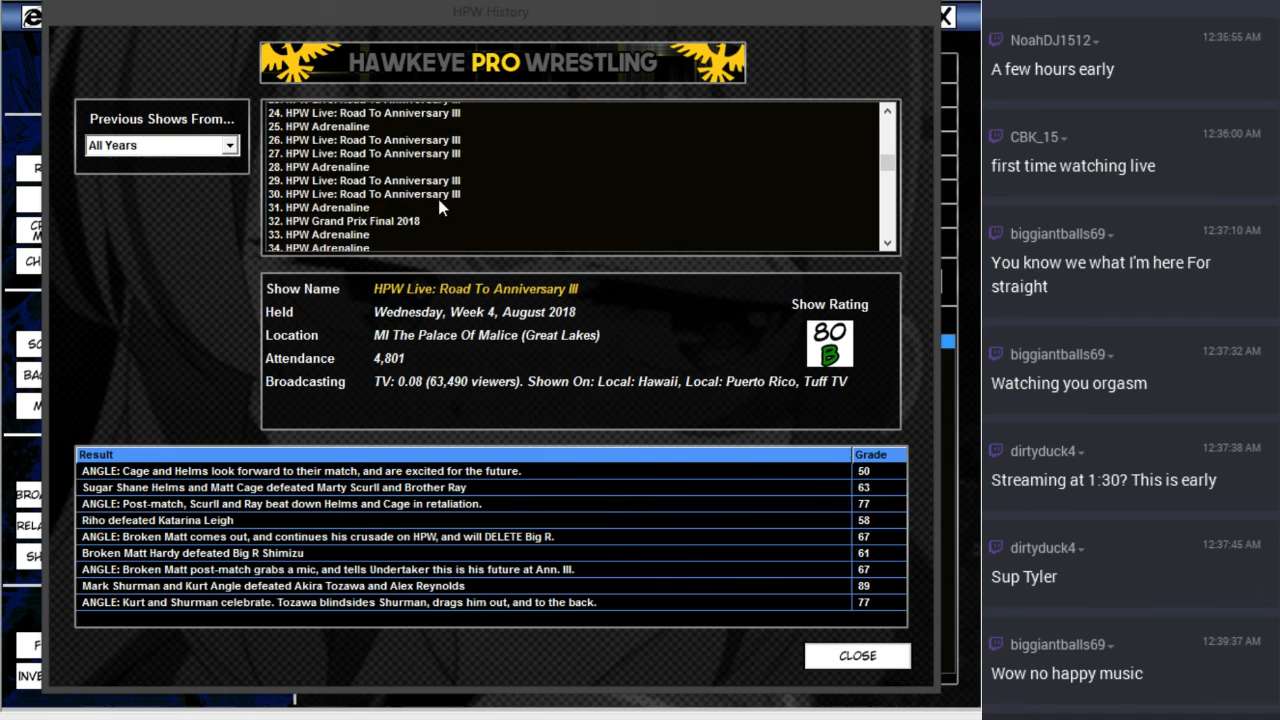 HPW History
HAWKEYE PRO WRESTLING
Previous Shows From...
All Years
24. HPW Live: Road To Anniversary III
25. HPW Adrenaline
26. HPW Live: Road To Anniversary III
27. HPW Live: Road To Anniversary III
28. HPW Adrenaline
29. HPW Live: Road To Anniversary III
30. HPW Live: Road To Anniversary III
31. HPW Adrenaline
32. HPW Grand Prix Final 2018
33. HPW Adrenaline
34. HPW Adrenaline
Show Name HPW Live: Road To Anniversary III
Held Wednesday, Week 4, August 2018
Location MI The Palace Of Malice (Great Lakes)
Attendance 4,801
Broadcasting TV: 0.08 (63,490 viewers). Shown On: Local: Hawaii, Local: Puerto Rico, Tuff TV
Show Rating
80
B
Result Grade
ANGLE: Cage and Helms look forward to their match, and are excited for the future. 50
Sugar Shane Helms and Matt Cage defeated Marty Scurll and Brother Ray 63
ANGLE: Post-match, Scurll and Ray beat down Helms and Cage in retaliation. 77
Riho defeated Katarina Leigh 58
ANGLE: Broken Matt comes out, and continues his crusade on HPW, and will DELETE Big R. 67
Broken Matt Hardy defeated Big R Shimizu 61
ANGLE: Broken Matt post-match grabs a mic, and tells Undertaker this is his future at Ann. III. 67
Mark Shurman and Kurt Angle defeated Akira Tozawa and Alex Reynolds 89
ANGLE: Kurt and Shurman celebrate. Tozawa blindsides Shurman, drags him out, and to the back. 77
CLOSE
NoahDJ1512 12:35:55 AM
A few hours early
CBK_15 12:36:00 AM
first time watching live
biggiantballs69 12:37:10 AM
You know we what I'm here For
straight
biggiantballs69 12:37:32 AM
Watching you orgasm
dirtyduck4 12:37:38 AM
Streaming at 1:30? This is early
dirtyduck4 12:37:45 AM
Sup Tyler
biggiantballs69 12:39:37 AM
Wow no happy music